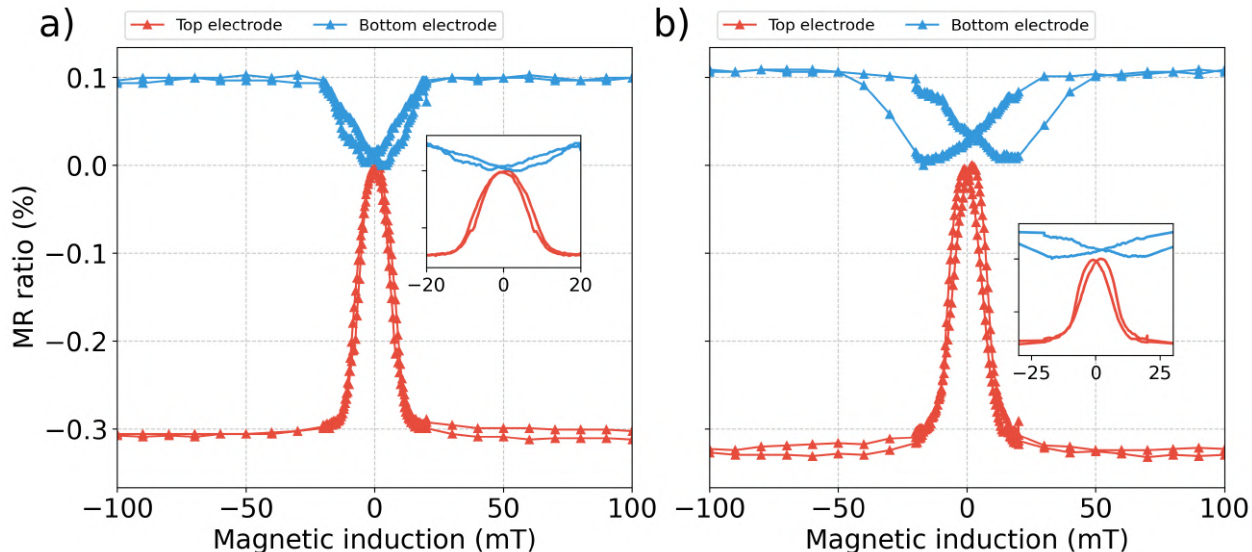 a)
Top electrode
Bottom electrode
b)
Top electrode
Bottom electrode
MR ratio (%)
0.1
0.0
−0.1
−0.2
−0.3
−20 0 20
−25 0 25
−100 −50 0 50 100
−100 −50 0 50 100
Magnetic induction (mT)
Magnetic induction (mT)